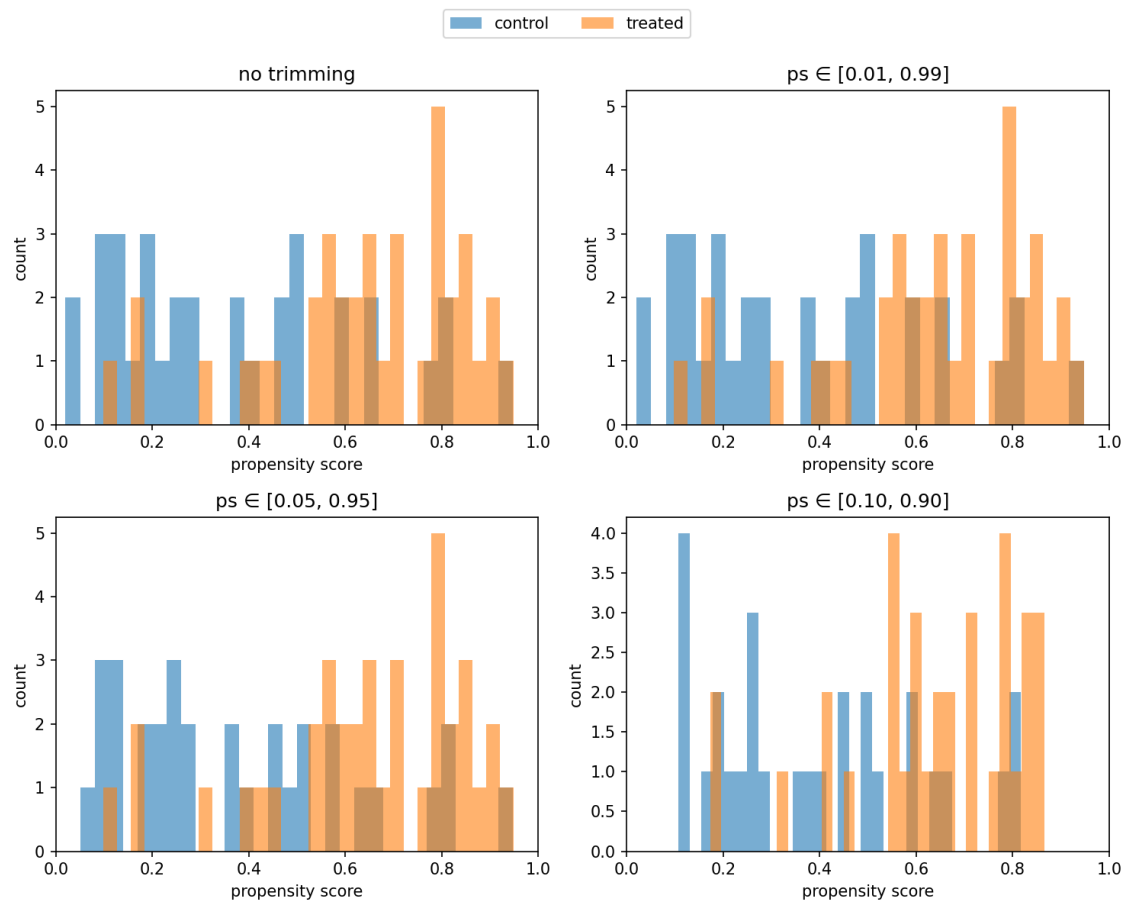 control treated
no trimming
count
5
4
3
2
1
0
0.0 0.2 0.4 0.6 0.8 1.0
propensity score
ps ∈ [0.01, 0.99]
count
5
4
3
2
1
0
0.0 0.2 0.4 0.6 0.8 1.0
propensity score
ps ∈ [0.05, 0.95]
count
5
4
3
2
1
0
0.0 0.2 0.4 0.6 0.8 1.0
propensity score
ps ∈ [0.10, 0.90]
count
4.0
3.5
3.0
2.5
2.0
1.5
1.0
0.5
0.0
0.0 0.2 0.4 0.6 0.8 1.0
propensity score